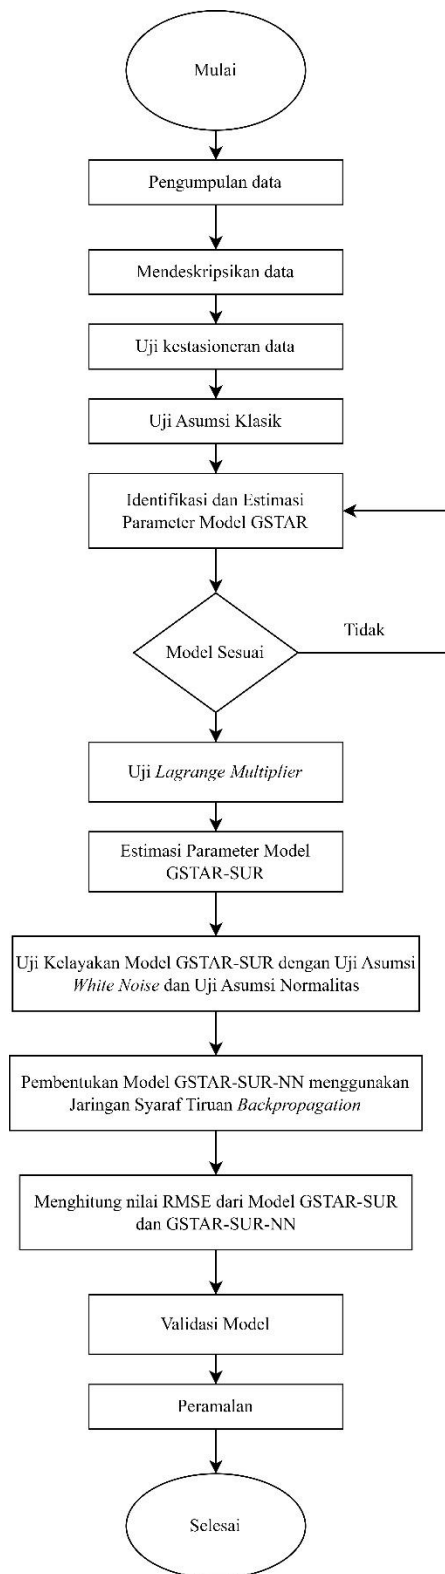 Mulai
Pengumpulan data
Mendeskripsikan data
Uji kestasioneran data
Uji Asumsi Klasik
Identifikasi dan Estimasi
Parameter Model GSTAR
Tidak
Model Sesuai
Uji Lagrange Multiplier
Estimasi Parameter Model
GSTAR-SUR
Uji Kelayakan Model GSTAR-SUR dengan Uji Asumsi
White Noise dan Uji Asumsi Normalitas
Pembentukan Model GSTAR-SUR-NN menggunakan
Jaringan Syaraf Tiruan Backpropagation
Menghitung nilai RMSE dari Model GSTAR-SUR
dan GSTAR-SUR-NN
Validasi Model
Peramalan
Selesai